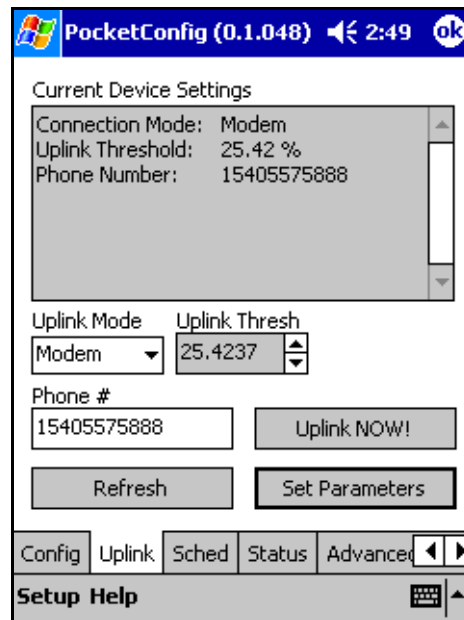 PocketConfig (0.1.048) 2:49 ok
Current Device Settings
Connection Mode: Modem
Uplink Threshold: 25.42 %
Phone Number: 15405575888
Uplink Mode Uplink Thresh
Modem 25.4237
Phone #
15405575888 Uplink NOW!
Refresh Set Parameters
Config Uplink Sched Status Advanced
Setup Help